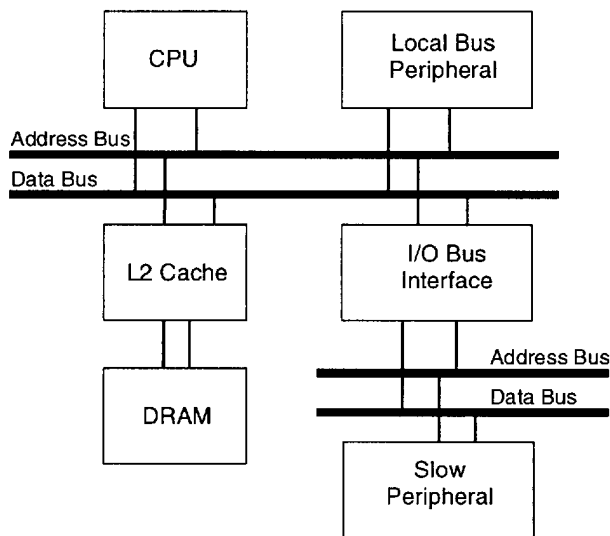 CPU
Local Bus
Peripheral
Address Bus
Data Bus
L2 Cache
I/O Bus
Interface
Address Bus
Data Bus
DRAM
Slow
Peripheral